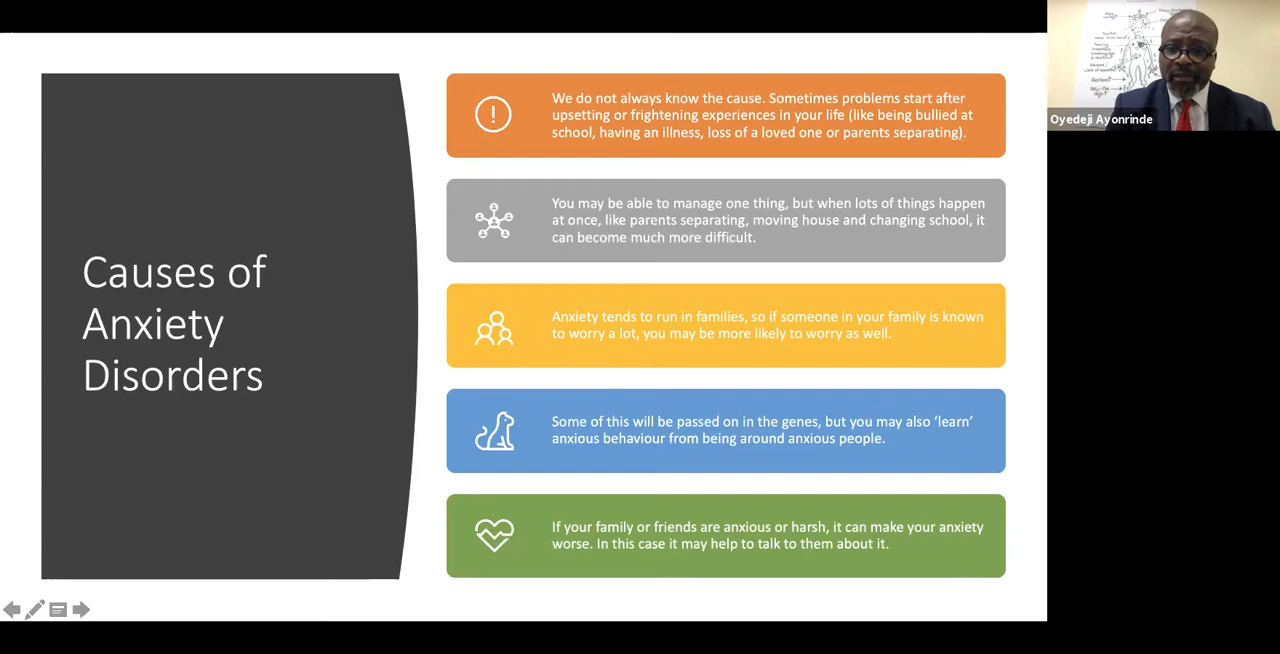 Causes of
Anxiety
Disorders
We do not always know the cause. Sometimes problems start after
upsetting or frightening experiences in your life (like being bullied at
school, having an illness, loss of a loved one or parents separating).
You may be able to manage one thing, but when lots of things happen
at once, like parents separating, moving house and changing school, it
can become much more difficult.
Anxiety tends to run in families, so if someone in your family is known
to worry a lot, you may be more likely to worry as well.
Some of this will be passed on in the genes, but you may also ‘learn’
anxious behaviour from being around anxious people.
If your family or friends are anxious or harsh, it can make your anxiety
worse. In this case it may help to talk to them about it.
Oyedeji Ayonrinde